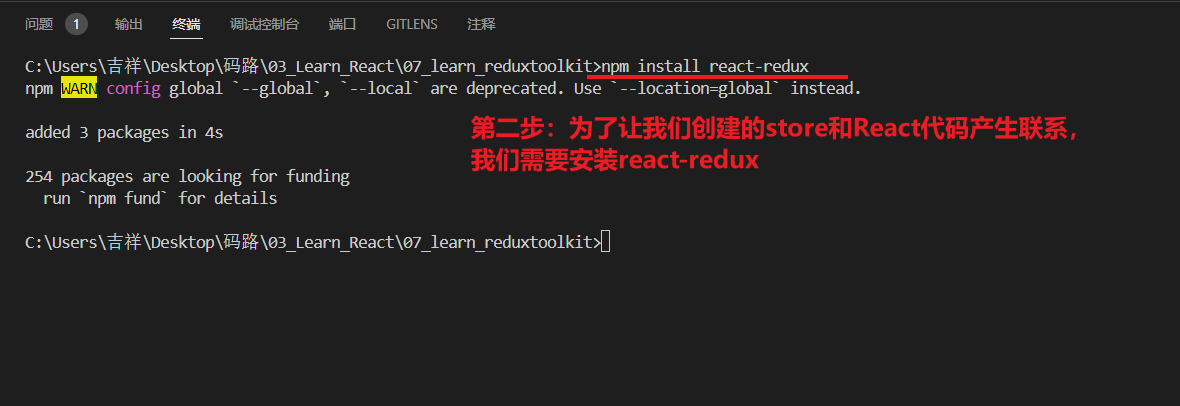 问题 1 输出 终端 调试控制台 端口 GITLENS 注释
C:\Users\吉祥\Desktop\码路\03_Learn_React\07_learn_reduxtoolkit>npm install react-redux
npm WARN config global `--global`, `--local` are deprecated. Use `--location=global` instead.
added 3 packages in 4s
第二步：为了让我们创建的store和React代码产生联系，
我们需要安装react-redux
254 packages are looking for funding
run `npm fund` for details
C:\Users\吉祥\Desktop\码路\03_Learn_React\07_learn_reduxtoolkit>